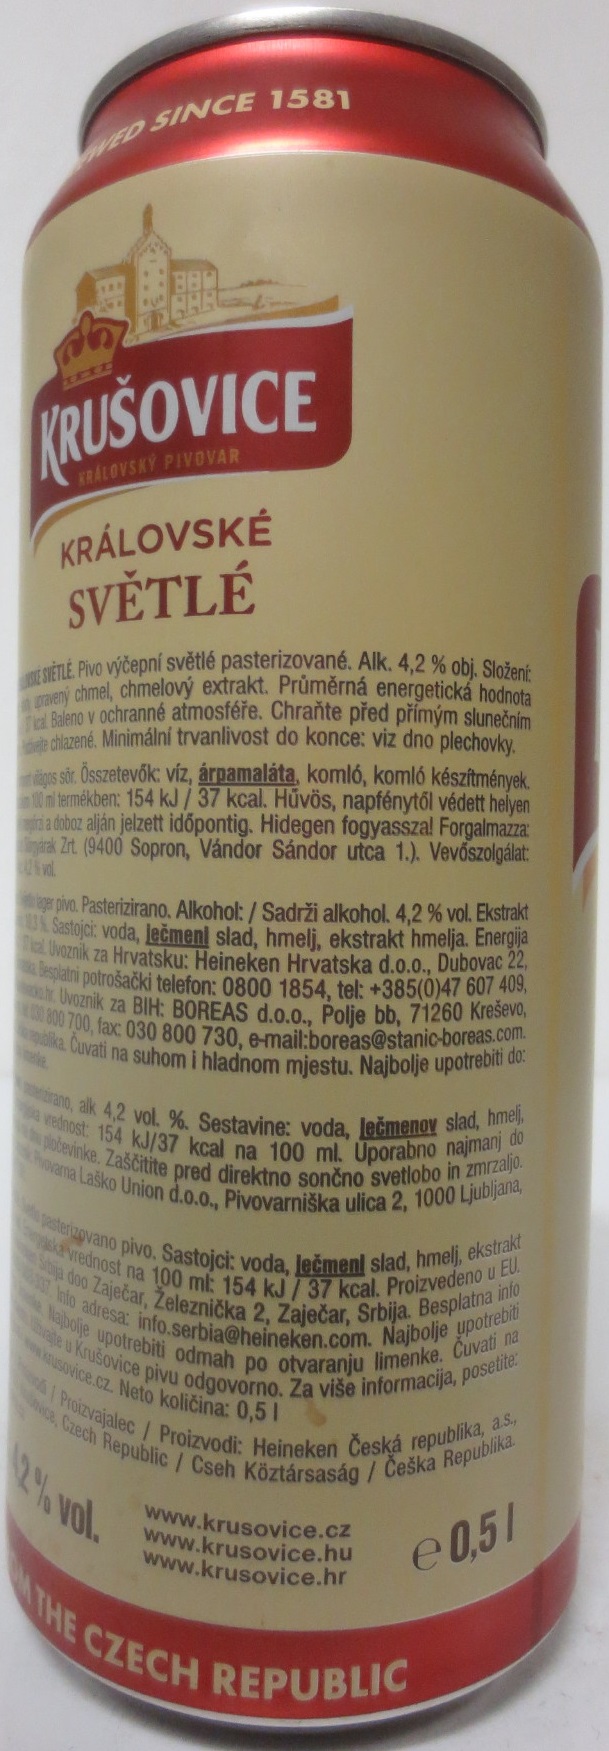 SINCE 1581
KRUŠOVICE
KRÁLOVSKÝ PIVOVAR
KRÁLOVSKÉ
SVĚTLÉ
SVĚTLÉ. Pivo výčepní světlé pasterizované. Alk. 4,2 % obj. Složení:
upravený chmel, chmelový extrakt. Průměrná energetická hodnota
kcal. Baleno v ochranné atmosféře. Chraňte před přímým slunečním
chlazené. Minimální trvanlivost do konce: viz dno plechovky.
világos sör. Összetevők: víz, árpamaláta, komló, komló készítmények.
100 ml termékben: 154 kJ / 37 kcal. Hűvös, napfénytől védett helyen
a doboz alján jelzett időpontig. Hidegen fogyassza! Forgalmazza:
Zrt. (9400 Sopron, Vándor Sándor utca 1.). Vevőszolgálat:
% vol.
lager pivo. Pasterizirano. Alkohol: / Sadrži alkohol. 4,2 % vol. Ekstrakt
Sastojci: voda, ječmeni slad, hmelj, ekstrakt hmelja. Energija
kcal. Uvoznik za Hrvatsku: Heineken Hrvatska d.o.o., Dubovac 22,
Besplatni potrošački telefon: 0800 1854, tel: +385(0)47 607 409,
Uvoznik za BIH: BOREAS d.o.o., Polje bb, 71260 Kreševo,
030 800 700, fax: 030 800 730, e-mail:boreas@stanic-boreas.com.
republika. Čuvati na suhom i hladnom mjestu. Najbolje upotrebiti do:
limenke.
pasterizirano, alk 4,2 vol. %. Sestavine: voda, ječmenov slad, hmelj,
vrednost: 154 kJ/37 kcal na 100 ml. Uporabno najmanj do
pločevinke. Zaščitite pred direktno sončno svetlobo in zmrzaljo.
Pivovarna Laško Union d.o.o., Pivovarniška ulica 2, 1000 Ljubljana,
pasterizovano pivo. Sastojci: voda, ječmeni slad, hmelj, ekstrakt
vrednost na 100 ml: 154 kJ / 37 kcal. Proizvedeno u EU.
Srbija doo Zaječar, Železnička 2, Zaječar, Srbija. Besplatna info
Info adresa: info.serbia@heineken.com. Najbolje upotrebiti
Najbolje upotrebiti odmah po otvaranju limenke. Čuvati na
u Krušovice pivu odgovorno. Za više informacija, posetite:
www.krusovice.cz. Neto količina: 0,5 l
/ Proizvajalec / Proizvodi: Heineken Česká republika, a.s.,
Czech Republic / Cseh Köztársaság / Češka Republika.
4,2 % vol.
www.krusovice.cz
www.krusovice.hu
www.krusovice.hr
e 0,5 l
THE CZECH REPUBLIC